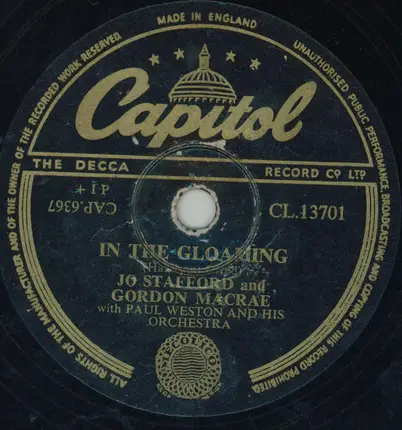 MADE IN ENGLAND
ALL RIGHTS OF THE MANUFACTURER AND OF THE OWNER OF THE RECORDED WORK RESERVED
UNAUTHORISED PUBLIC PERFORMANCE BROADCASTING AND COPYING OF THIS RECORD PROHIBITED
Capitol
THE DECCA RECORD Cº LTP
CAP.6367
P1+
CL.13701
IN THE GLOAMING
JO STAFFORD and
GORDON MACRAE
with PAUL WESTON AND HIS
ORCHESTRA